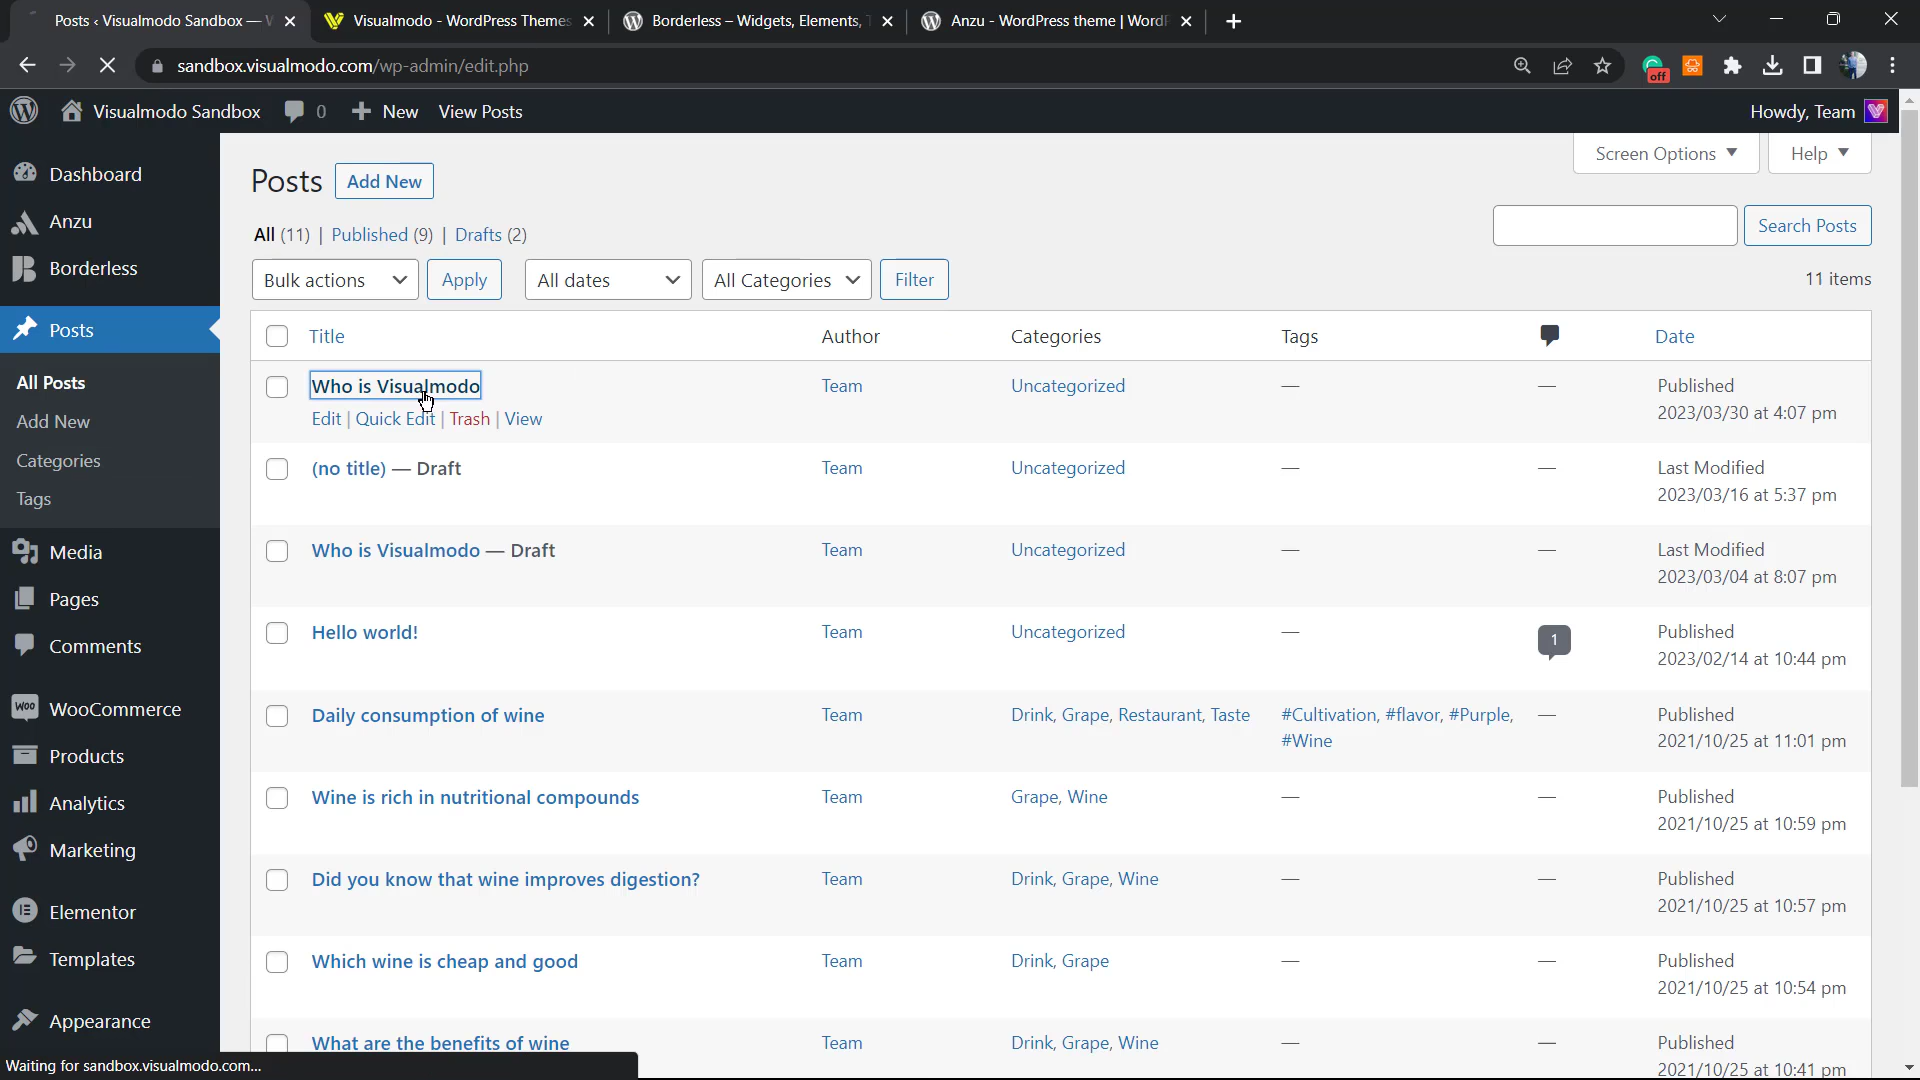 Posts ‹ Visualmodo Sandbox —
Visualmodo - WordPress Themes
Borderless – Widgets, Elements,
Anzu - WordPress theme | Word
sandbox.visualmodo.com/wp-admin/edit.php
off
Visualmodo Sandbox
0
New
View Posts
Howdy, Team
Screen Options
Help
Posts
Add New
All (11) | Published (9) | Drafts (2)
Search Posts
Bulk actions
Apply
All dates
All Categories
Filter
11 items
Dashboard
Anzu
Borderless
Posts
All Posts
Add New
Categories
Tags
Media
Pages
Comments
WooCommerce
Products
Analytics
Marketing
Elementor
Templates
Appearance
Title Author Categories Tags Date
Who is Visualmodo Team Uncategorized — — Published
Edit | Quick Edit | Trash | View 2023/03/30 at 4:07 pm
(no title) — Draft Team Uncategorized — — Last Modified
2023/03/16 at 5:37 pm
Who is Visualmodo — Draft Team Uncategorized — — Last Modified
2023/03/04 at 8:07 pm
Hello world! Team Uncategorized — 1 Published
2023/02/14 at 10:44 pm
Daily consumption of wine Team Drink, Grape, Restaurant, Taste #Cultivation, #flavor, #Purple, — Published
#Wine 2021/10/25 at 11:01 pm
Wine is rich in nutritional compounds Team Grape, Wine — — Published
2021/10/25 at 10:59 pm
Did you know that wine improves digestion? Team Drink, Grape, Wine — — Published
2021/10/25 at 10:57 pm
Which wine is cheap and good Team Drink, Grape — — Published
2021/10/25 at 10:54 pm
What are the benefits of wine Team Drink, Grape, Wine — — Published
2021/10/25 at 10:41 pm
Waiting for sandbox.visualmodo.com...